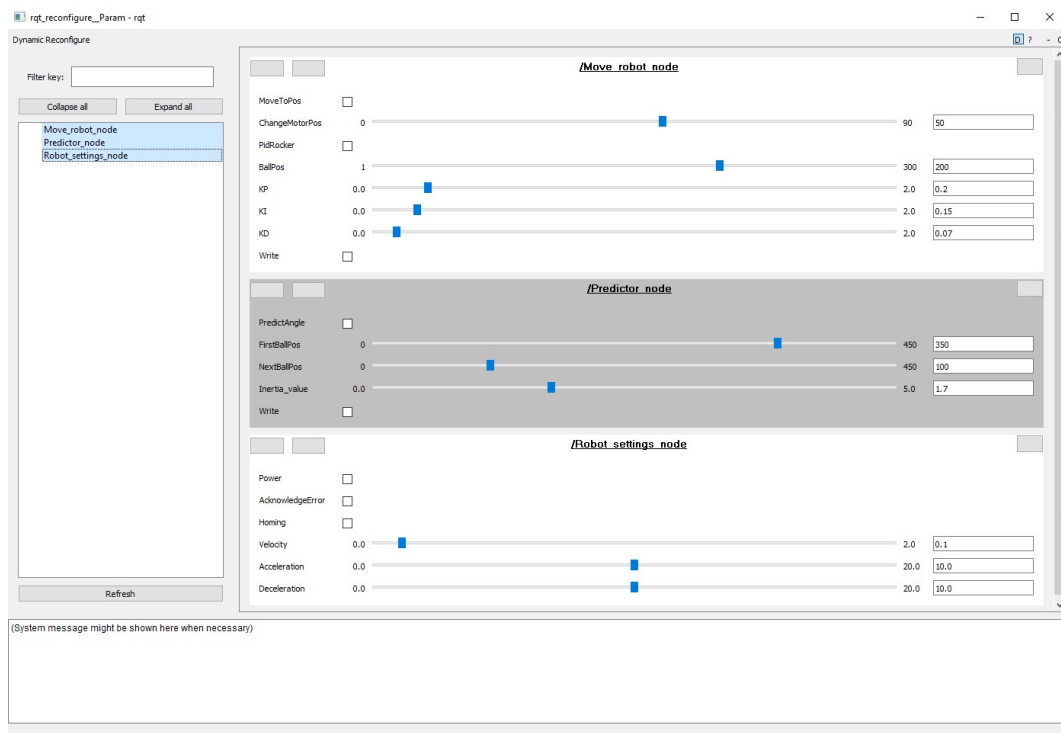 rqt_reconfigure__Param - rqt
Dynamic Reconfigure
D ? - O
Filter key:
Collapse all Expand all
Move_robot_node
Predictor_node
Robot_settings_node
Refresh
/Move_robot_node
MoveToPos
ChangeMotorPos 0 90 50
PidRocker
BallPos 1 300 200
KP 0.0 2.0 0.2
KI 0.0 2.0 0.15
KD 0.0 2.0 0.07
Write
/Predictor_node
PredictAngle
FirstBallPos 0 450 350
NextBallPos 0 450 100
Inertia_value 0.0 5.0 1.7
Write
/Robot_settings_node
Power
AcknowledgeError
Homing
Velocity 0.0 2.0 0.1
Acceleration 0.0 20.0 10.0
Deceleration 0.0 20.0 10.0
(System message might be shown here when necessary)